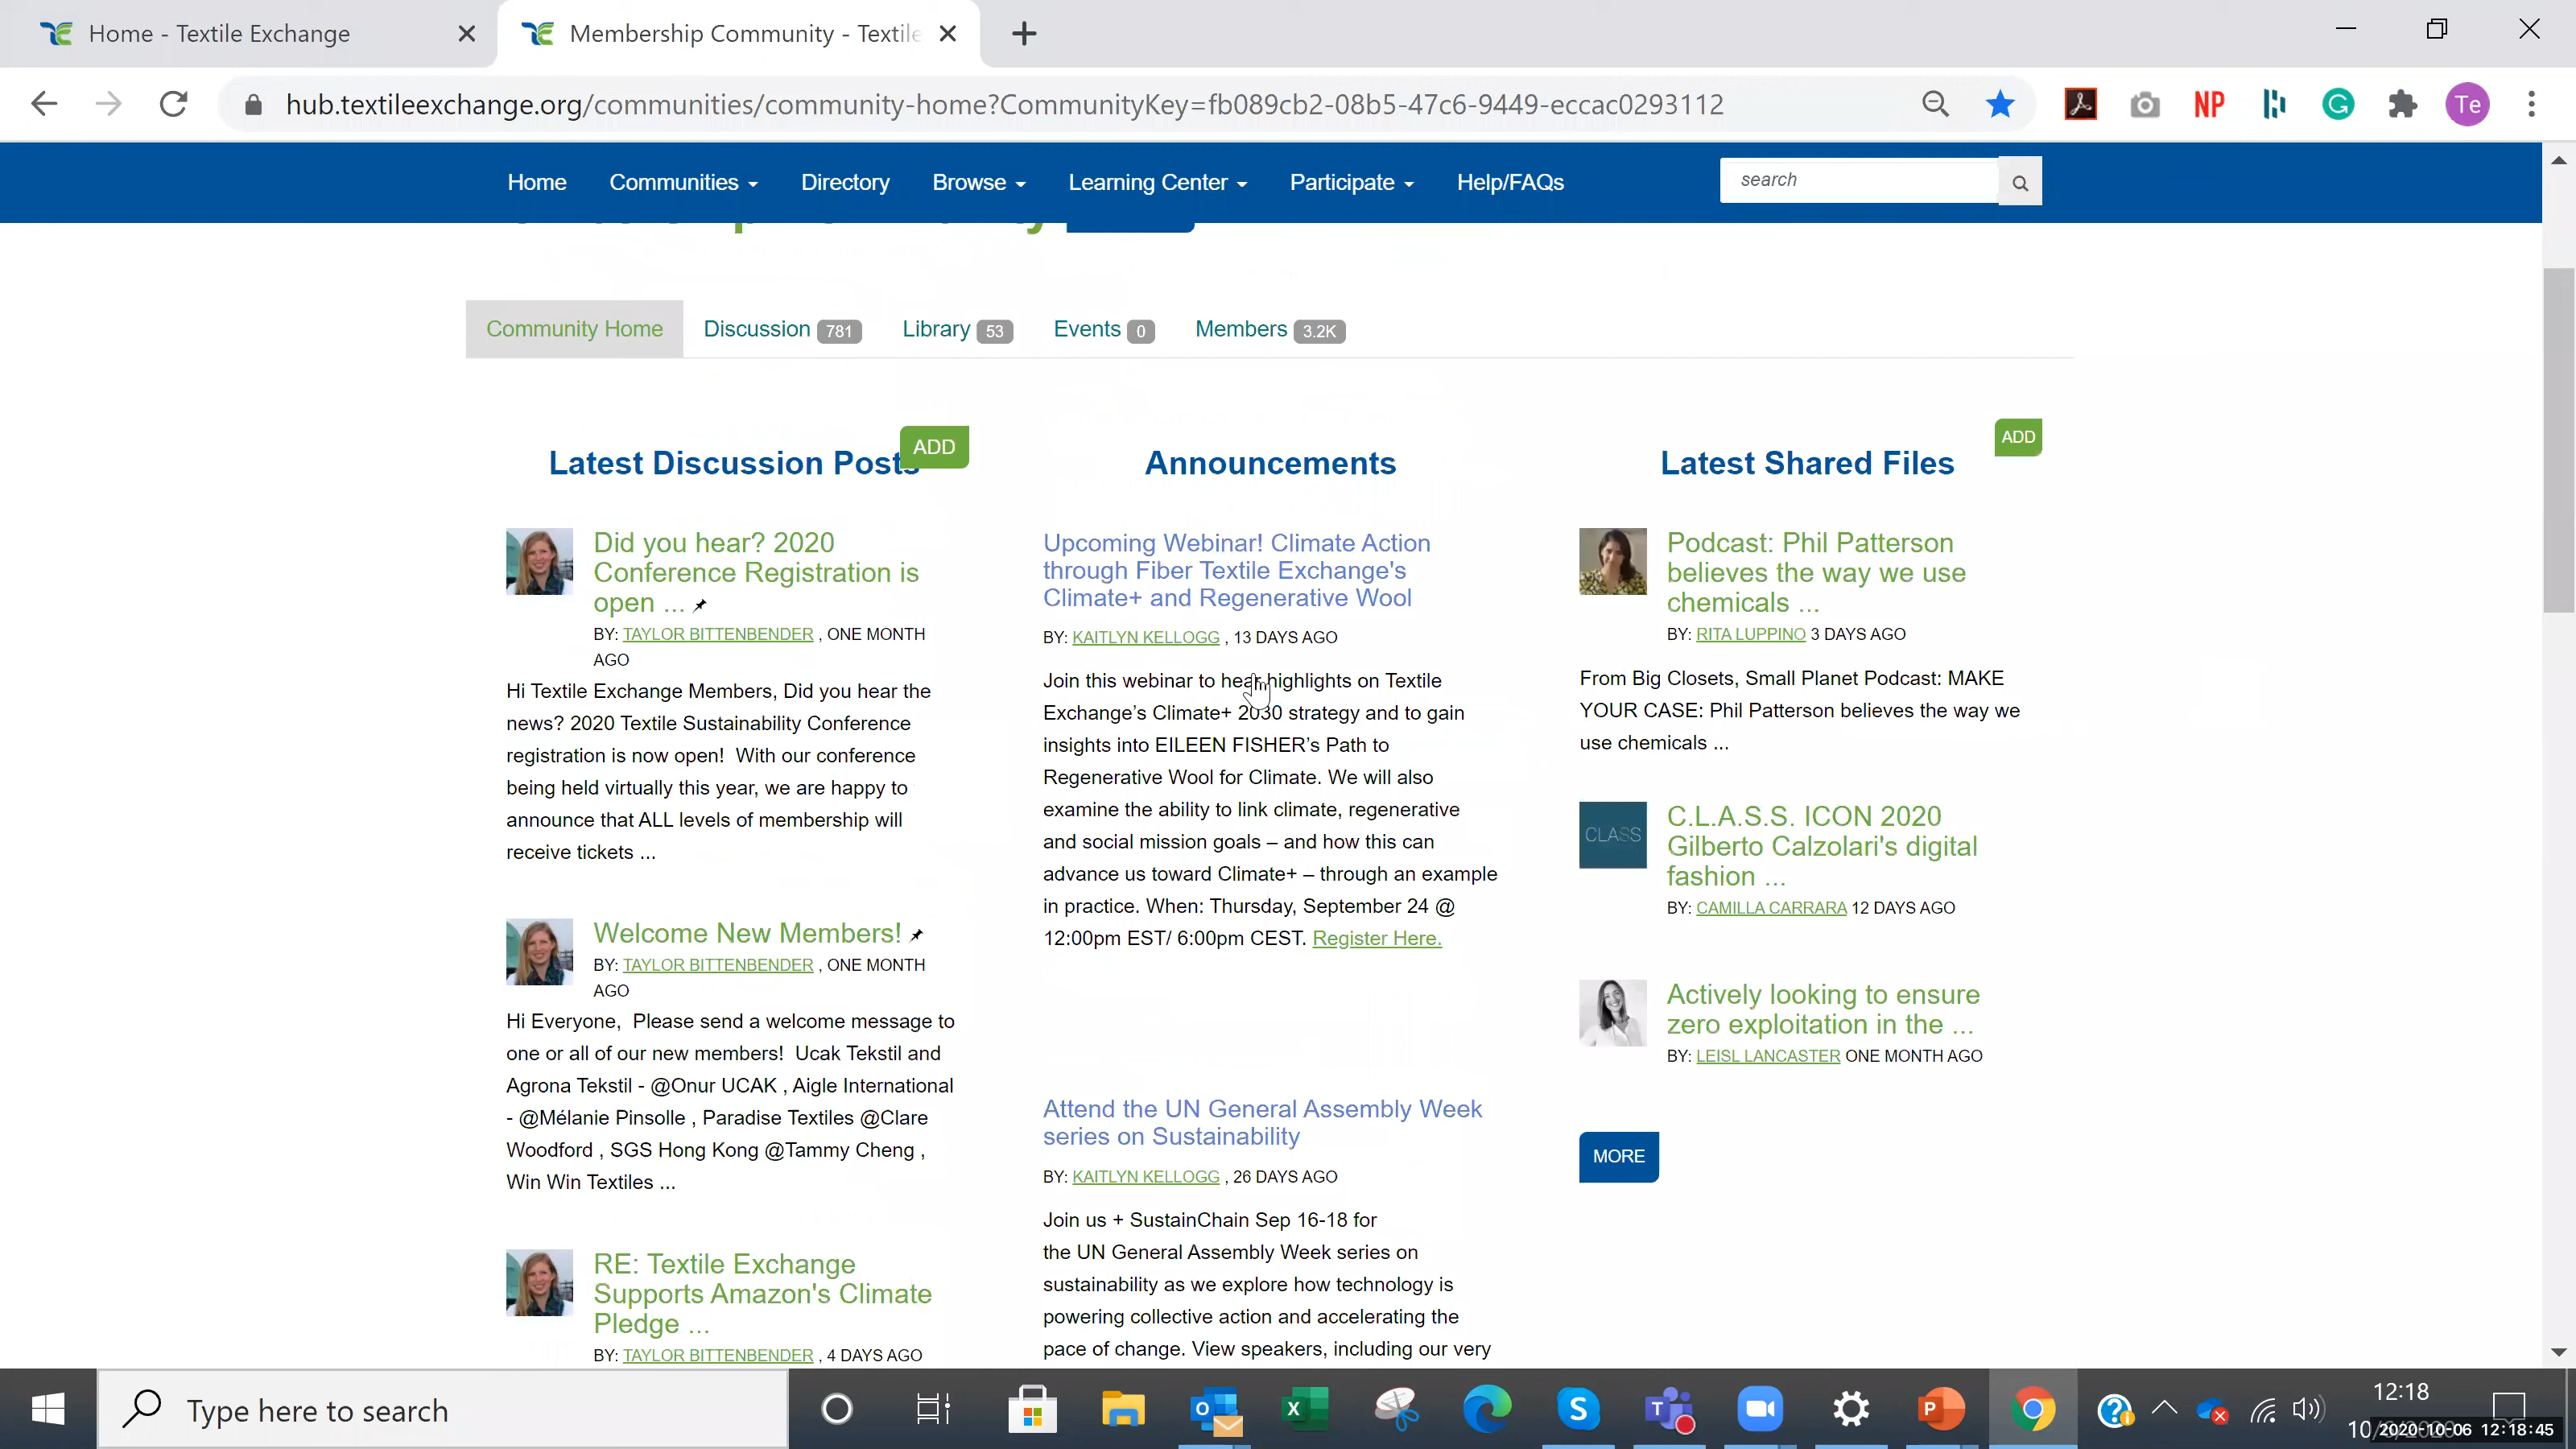 Home - Textile Exchange
Membership Community - Textile
hub.textileexchange.org/communities/community-home?CommunityKey=fb089cb2-08b5-47c6-9449-eccac0293112
NP
Te
Home
Communities
Directory
Browse
Learning Center
Participate
Help/FAQs
search
Community Home
Discussion 781
Library 53
Events 0
Members 3.2K
Latest Discussion Posts
ADD
Did you hear? 2020
Conference Registration is
open ...
BY: TAYLOR BITTENBENDER , ONE MONTH
AGO
Hi Textile Exchange Members, Did you hear the
news? 2020 Textile Sustainability Conference
registration is now open!  With our conference
being held virtually this year, we are happy to
announce that ALL levels of membership will
receive tickets ...
Welcome New Members!
BY: TAYLOR BITTENBENDER , ONE MONTH
AGO
Hi Everyone,  Please send a welcome message to
one or all of our new members!  Ucak Tekstil and
Agrona Tekstil - @Onur UCAK , Aigle International
- @Mélanie Pinsolle , Paradise Textiles @Clare
Woodford , SGS Hong Kong @Tammy Cheng ,
Win Win Textiles ...
RE: Textile Exchange
Supports Amazon's Climate
Pledge ...
BY: TAYLOR BITTENBENDER , 4 DAYS AGO
Announcements
Upcoming Webinar! Climate Action
through Fiber Textile Exchange's
Climate+ and Regenerative Wool
BY: KAITLYN KELLOGG , 13 DAYS AGO
Join this webinar to hear highlights on Textile
Exchange’s Climate+ 2030 strategy and to gain
insights into EILEEN FISHER’s Path to
Regenerative Wool for Climate. We will also
examine the ability to link climate, regenerative
and social mission goals – and how this can
advance us toward Climate+ – through an example
in practice. When: Thursday, September 24 @
12:00pm EST/ 6:00pm CEST. Register Here.
Attend the UN General Assembly Week
series on Sustainability
BY: KAITLYN KELLOGG , 26 DAYS AGO
Join us + SustainChain Sep 16-18 for
the UN General Assembly Week series on
sustainability as we explore how technology is
powering collective action and accelerating the
pace of change. View speakers, including our very
Latest Shared Files
ADD
Podcast: Phil Patterson
believes the way we use
chemicals ...
BY: RITA LUPPINO 3 DAYS AGO
From Big Closets, Small Planet Podcast: MAKE
YOUR CASE: Phil Patterson believes the way we
use chemicals ...
CLASS
C.L.A.S.S. ICON 2020
Gilberto Calzolari's digital
fashion ...
BY: CAMILLA CARRARA 12 DAYS AGO
Actively looking to ensure
zero exploitation in the ...
BY: LEISL LANCASTER ONE MONTH AGO
MORE
Type here to search
12:18
2020-10-06 12:18:45